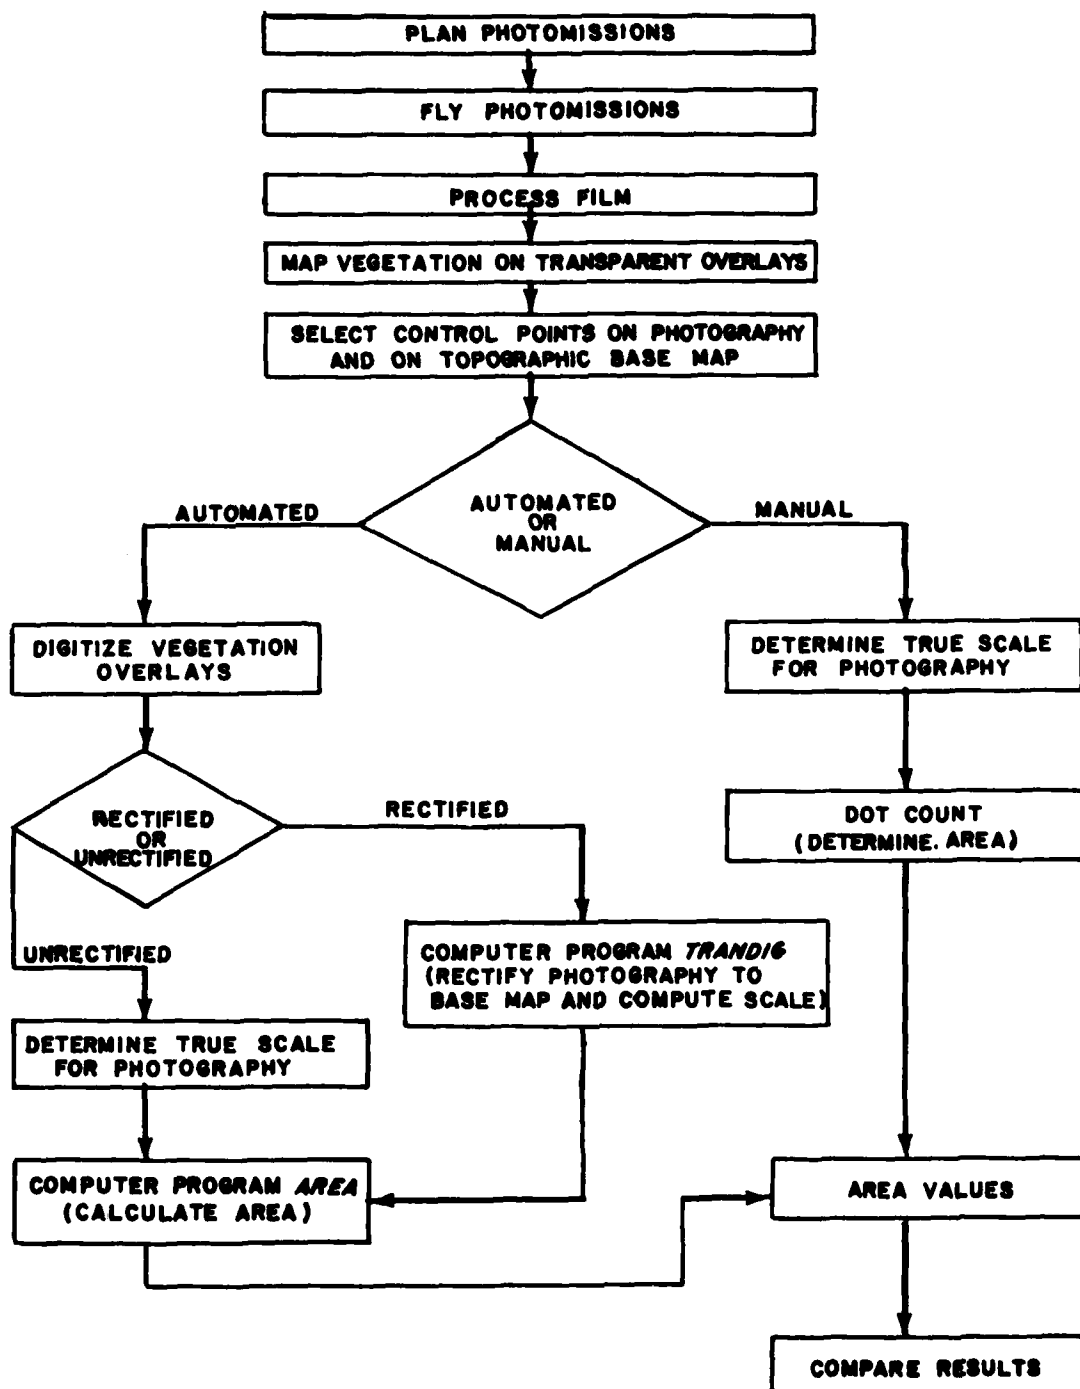 PLAN PHOTOMISSIONS
FLY PHOTOMISSIONS
PROCESS FILM
MAP VEGETATION ON TRANSPARENT OVERLAYS
SELECT CONTROL POINTS ON PHOTOGRAPHY
AND ON TOPOGRAPHIC BASE MAP
AUTOMATED
OR
MANUAL
AUTOMATED
MANUAL
DIGITIZE VEGETATION
OVERLAYS
DETERMINE TRUE SCALE
FOR PHOTOGRAPHY
RECTIFIED
OR
UNRECTIFIED
RECTIFIED
DOT COUNT
(DETERMINE. AREA)
UNRECTIFIED
COMPUTER PROGRAM TRANDIG
(RECTIFY PHOTOGRAPHY TO
BASE MAP AND COMPUTE SCALE)
DETERMINE TRUE SCALE
FOR PHOTOGRAPHY
COMPUTER PROGRAM AREA
(CALCULATE AREA)
AREA VALUES
COMPARE RESULTS